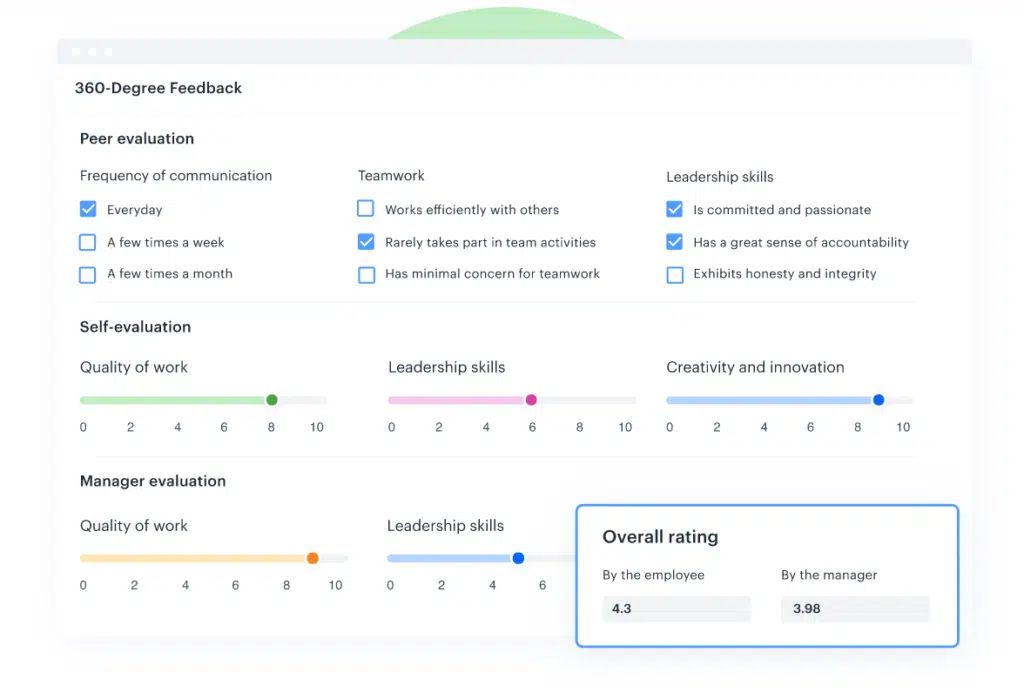 360-Degree Feedback
Peer evaluation
Frequency of communication
Everyday
A few times a week
A few times a month
Teamwork
Works efficiently with others
Rarely takes part in team activities
Has minimal concern for teamwork
Leadership skills
Is committed and passionate
Has a great sense of accountability
Exhibits honesty and integrity
Self-evaluation
Quality of work
0 2 4 6 8 10
Leadership skills
0 2 4 6 8 10
Creativity and innovation
0 2 4 6 8 10
Manager evaluation
Quality of work
0 2 4 6 8 10
Leadership skills
0 2 4 6
Overall rating
By the employee
4.3
By the manager
3.98